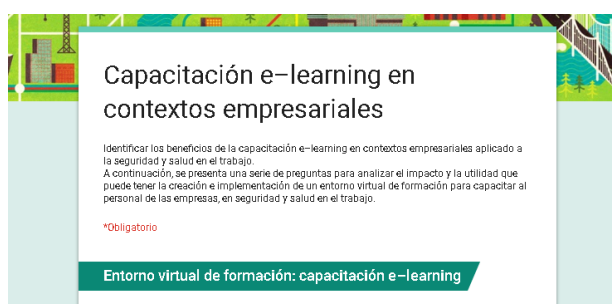 Capacitación e–learning en
contextos empresariales
Identificar los beneficios de la capacitación e–learning en contextos empresariales aplicado a
la seguridad y salud en el trabajo.
A continuación, se presenta una serie de preguntas para analizar el impacto y la utilidad que
puede tener la creación e implementación de un entorno virtual de formación para capacitar al
personal de las empresas, en seguridad y salud en el trabajo.
*Obligatorio
Entorno virtual de formación: capacitación e–learning